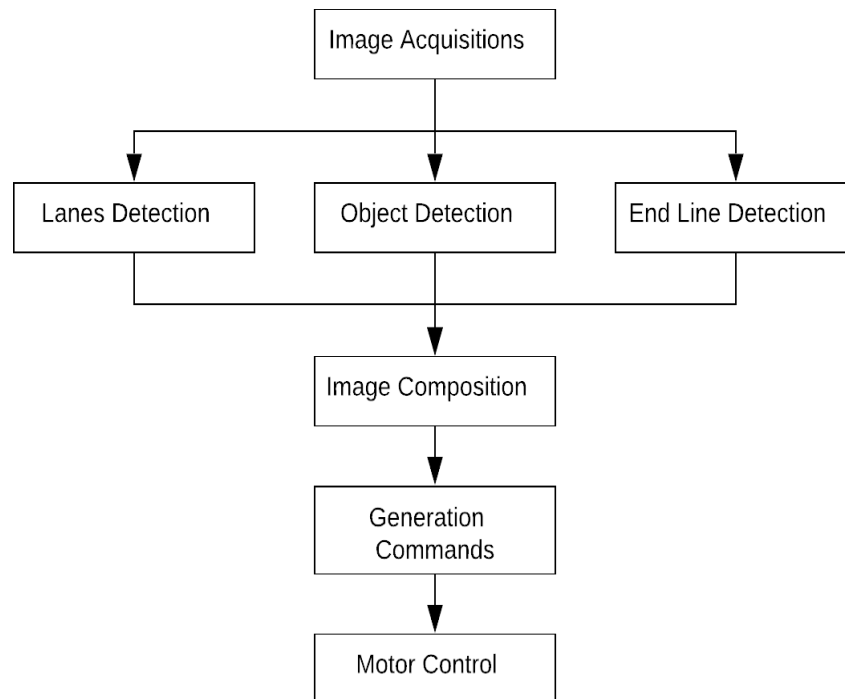 Image Acquisitions
Lanes Detection
Object Detection
End Line Detection
Image Composition
Generation
Commands
Motor Control